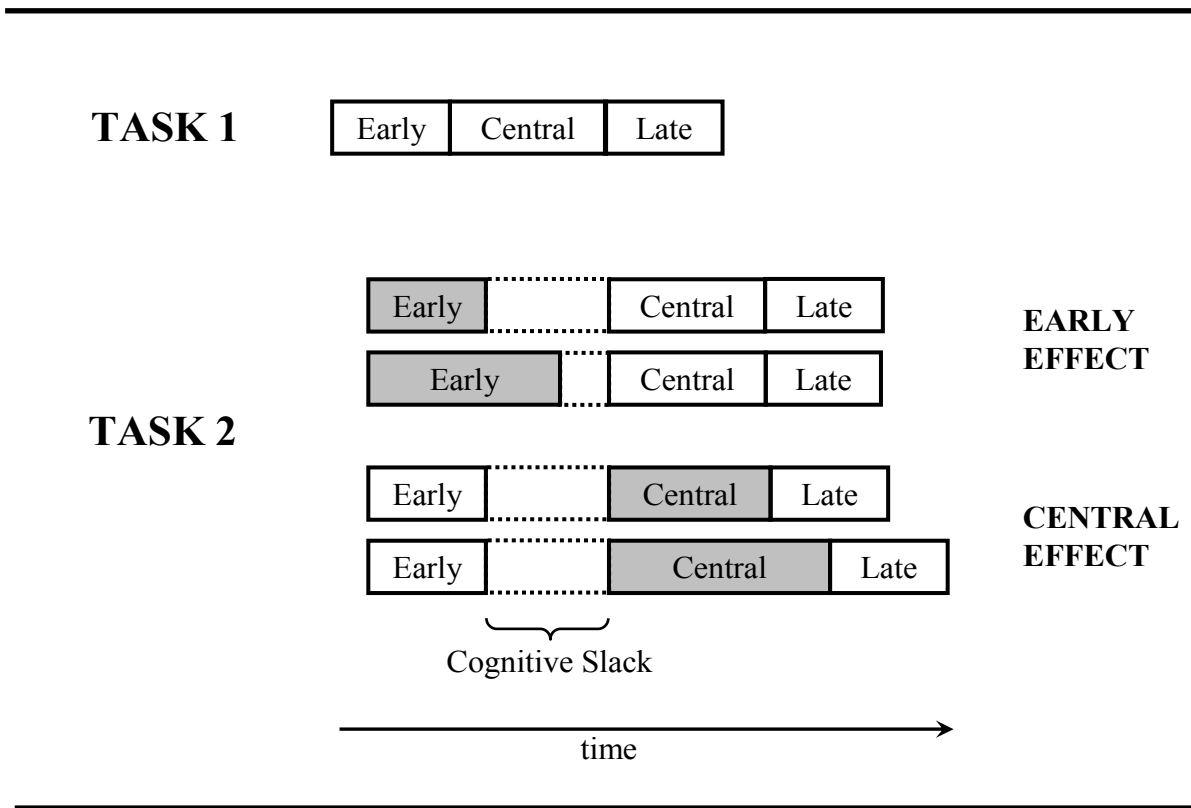 TASK 1
Early Central Late
Early Central Late
EARLY
EFFECT
Early Central Late
TASK 2
Early Central Late
CENTRAL
EFFECT
Early Central Late
Cognitive Slack
time